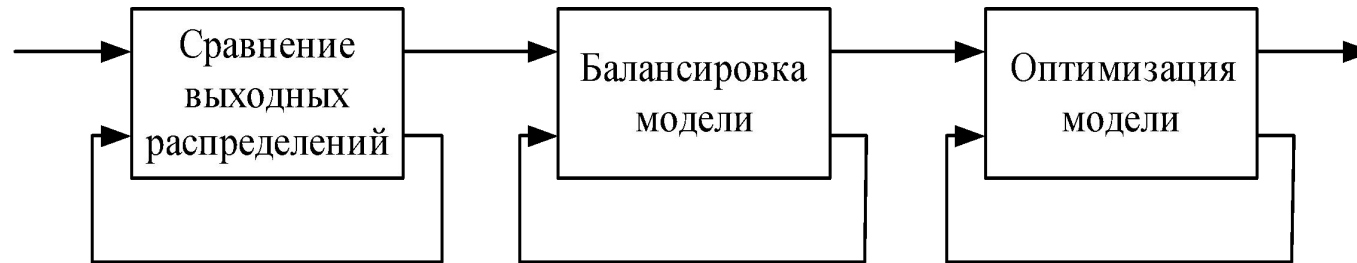 Сравнение
выходных
распределений
Балансировка
модели
Оптимизация
модели